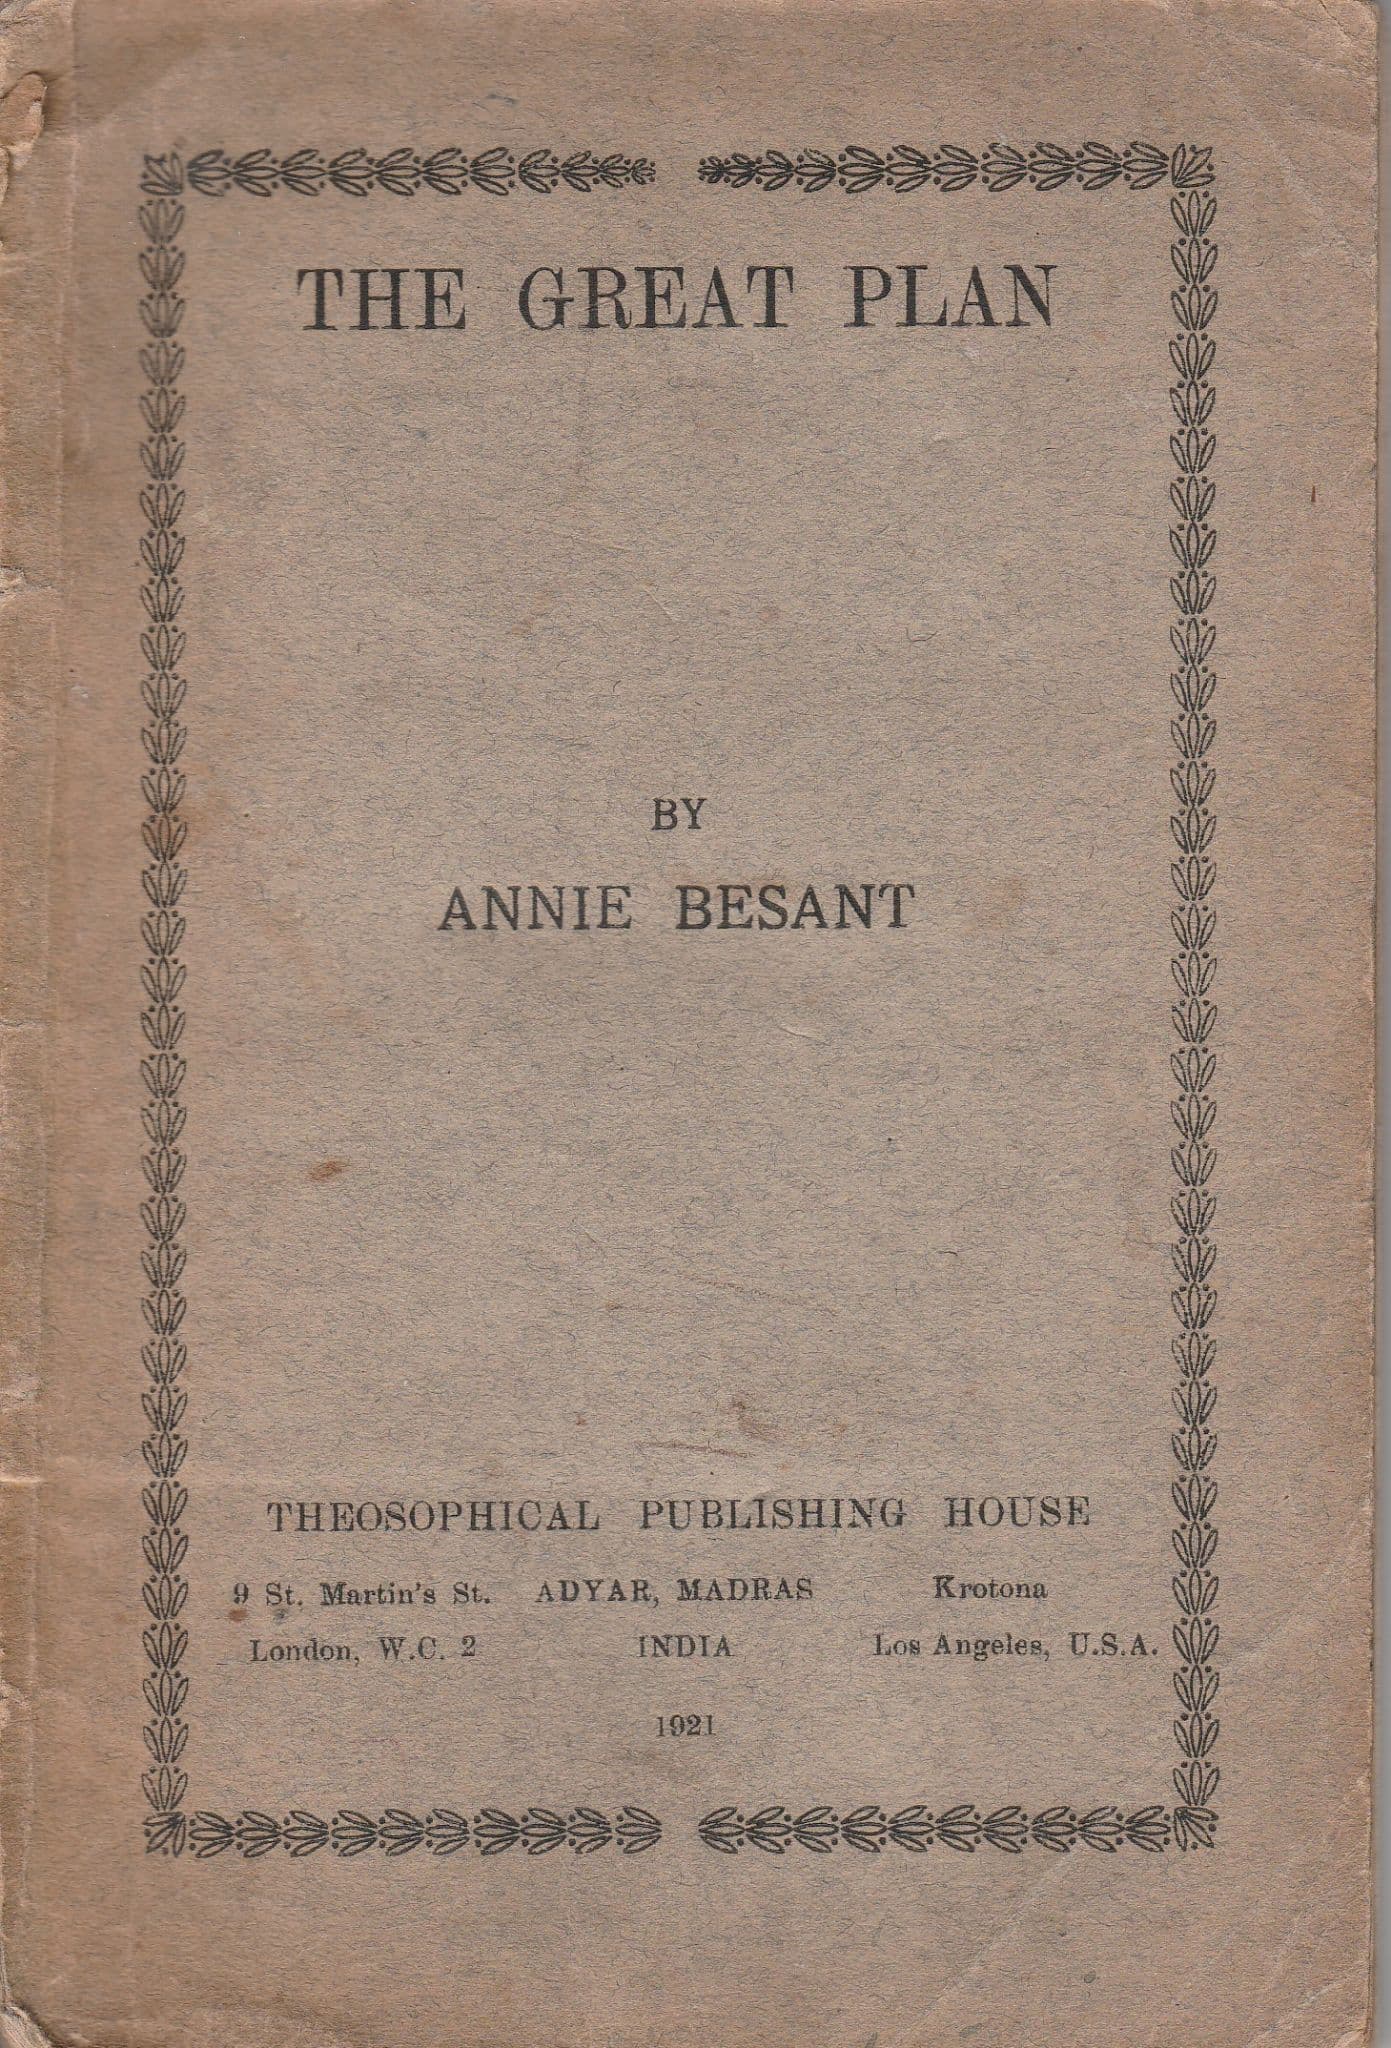 THE GREAT PLAN
BY
ANNIE BESANT
THEOSOPHICAL PUBLISHING HOUSE
9 St. Martin's St. ADYAR, MADRAS Krotona
London, W.C. 2 INDIA Los Angeles, U.S.A.
1921